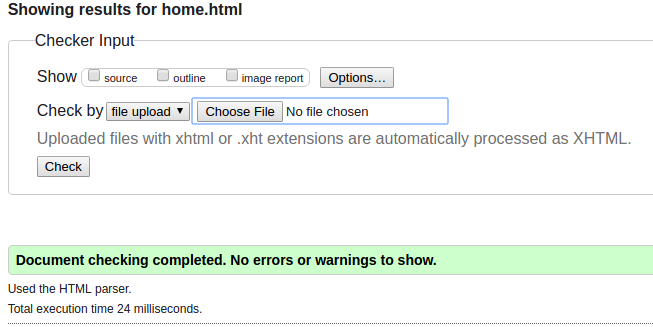 Showing results for home.html
Checker Input
Show source outline image report Options...
Check by file upload Choose File No file chosen
Uploaded files with xhtml or .xht extensions are automatically processed as XHTML.
Check
Document checking completed. No errors or warnings to show.
Used the HTML parser.
Total execution time 24 milliseconds.